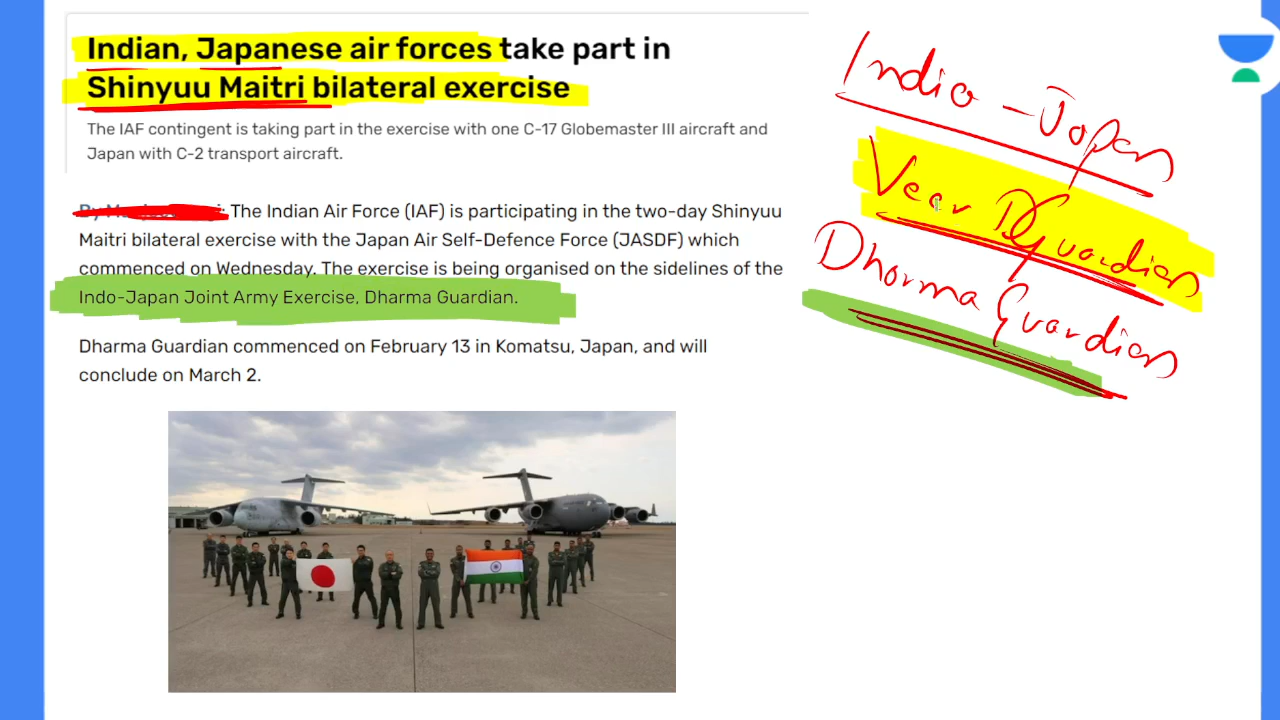 Indian, Japanese air forces take part in
Shinyuu Maitri bilateral exercise
The IAF contingent is taking part in the exercise with one C-17 Globemaster III aircraft and
Japan with C-2 transport aircraft.
The Indian Air Force (IAF) is participating in the two-day Shinyuu
Maitri bilateral exercise with the Japan Air Self-Defence Force (JASDF) which
commenced on Wednesday. The exercise is being organised on the sidelines of the
Indo-Japan Joint Army Exercise, Dharma Guardian.
Dharma Guardian commenced on February 13 in Komatsu, Japan, and will
conclude on March 2.
India - Japan
Veer Guardian
Dharma Guardian